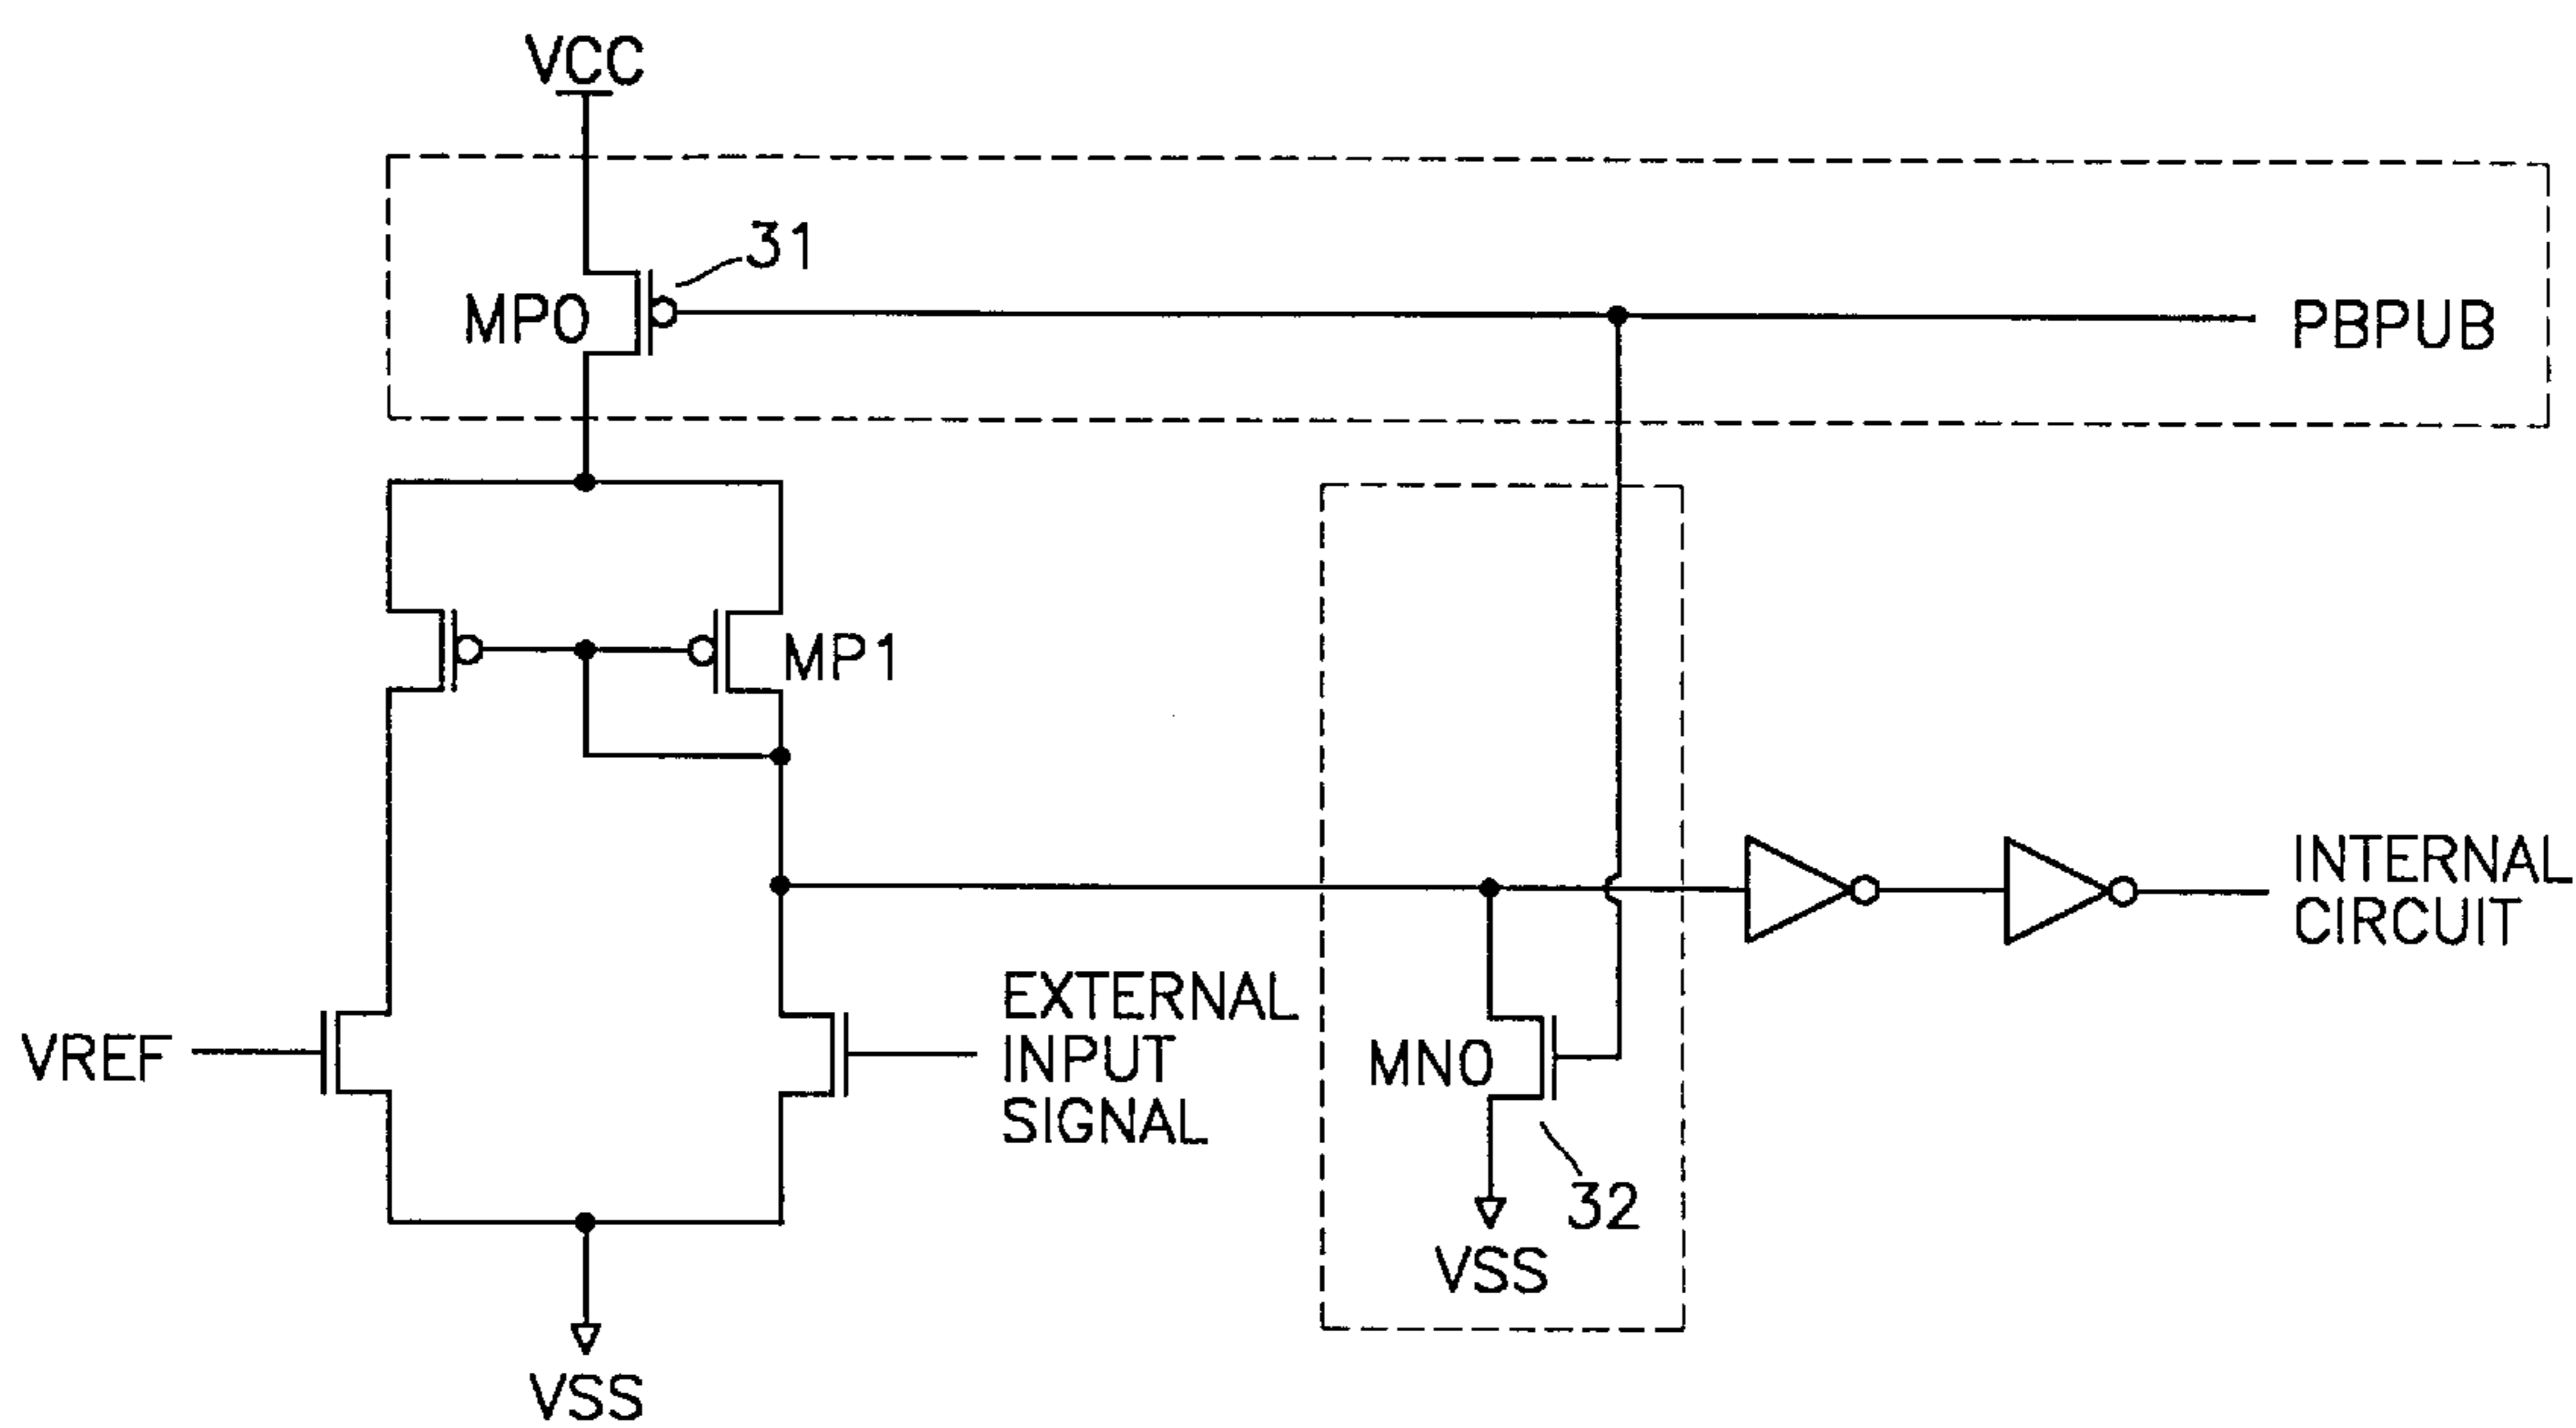 VCC
31
MP0
PBPUB
MP1
INTERNAL
CIRCUIT
EXTERNAL
INPUT
SIGNAL
VREF
MN0
32
VSS
VSS